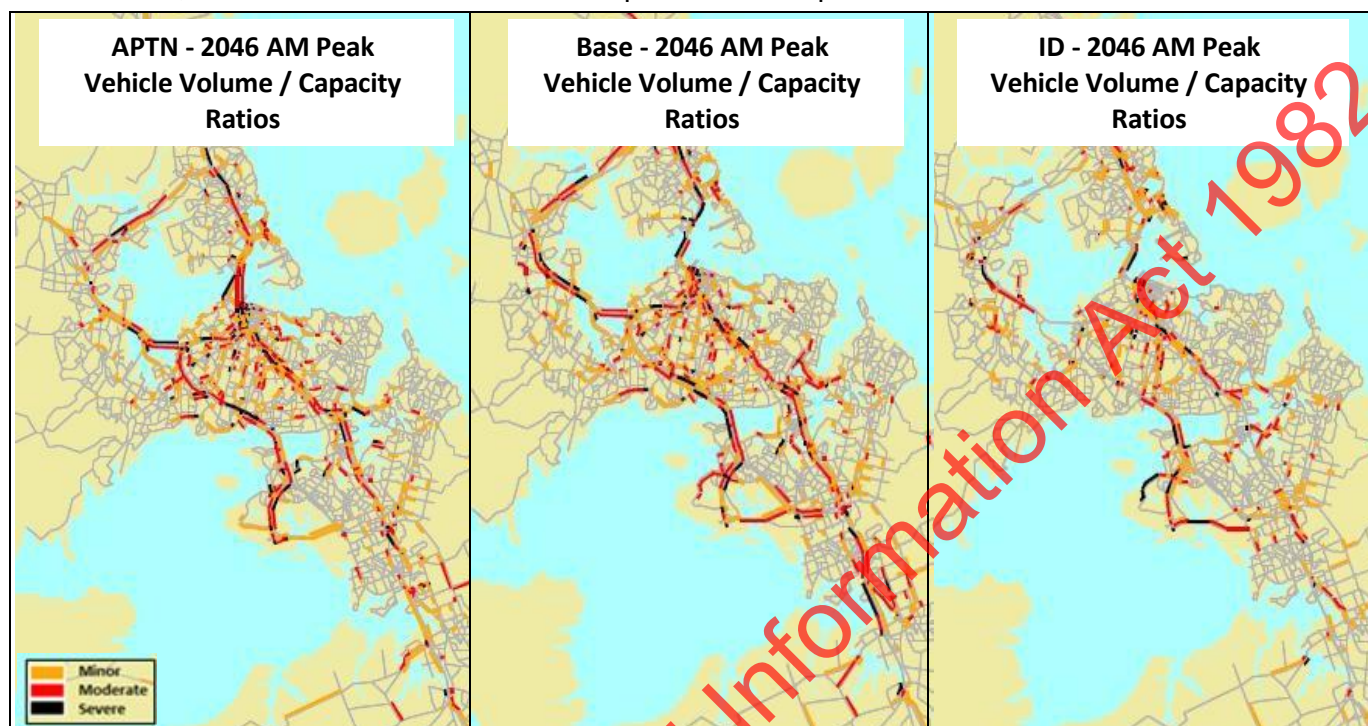 APTN - 2046 AM Peak
Vehicle Volume / Capacity
Ratios
Base - 2046 AM Peak
Vehicle Volume / Capacity
Ratios
ID - 2046 AM Peak
Vehicle Volume / Capacity
Ratios
Minor
Moderate
Severe
Information Act 1982